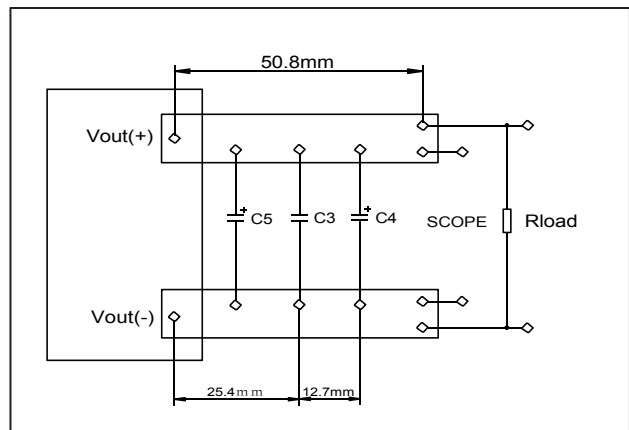 50.8mm
Vout(+)
+ C5
C3
+ C4
SCOPE
Rload
Vout(-)
25.4mm
12.7mm